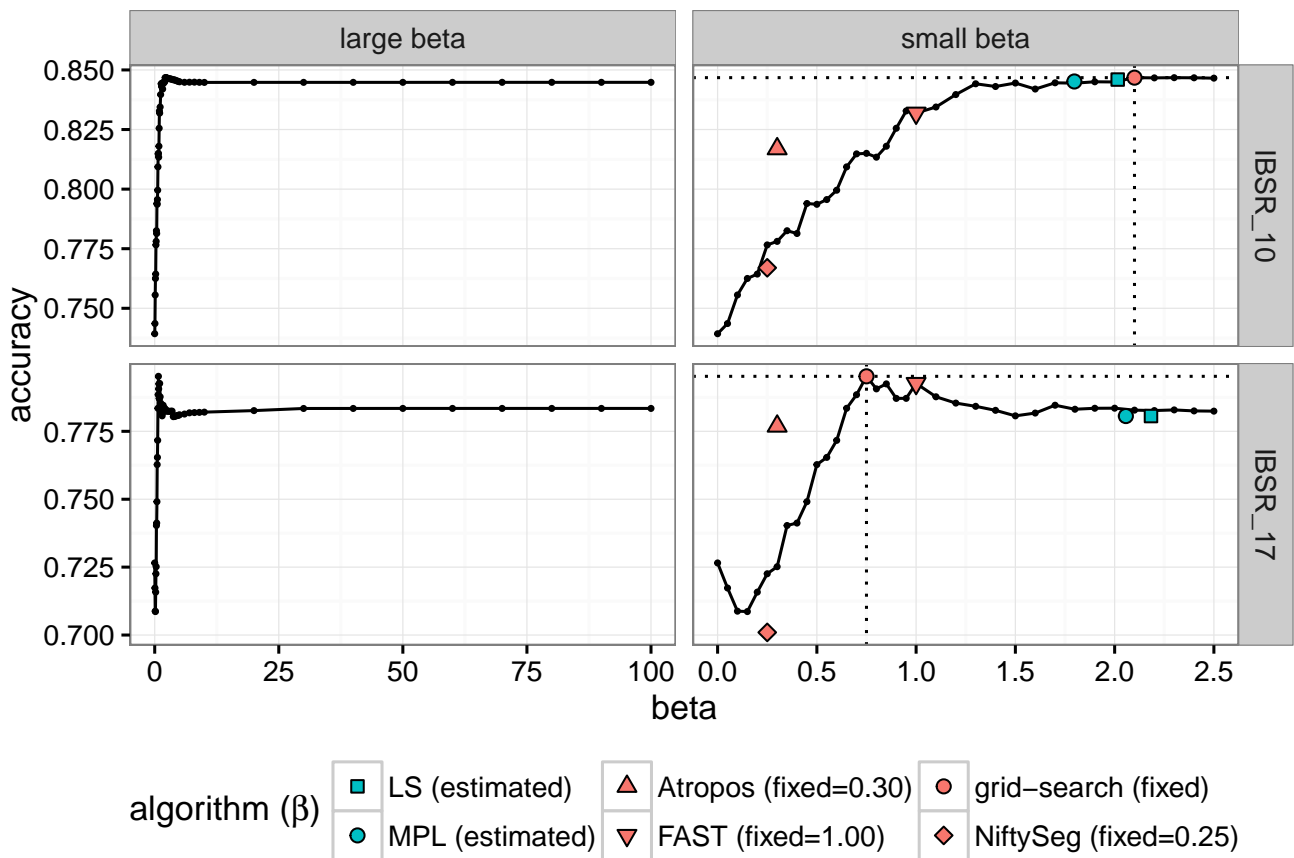 large beta small beta
0.850
0.825
0.800
0.775
0.750
IBSR_10
accuracy
0.775
0.750
0.725
0.700
IBSR_17
0 25 50 75 100 0.0 0.5 1.0 1.5 2.0 2.5
beta
algorithm (β)
LS (estimated) Atropos (fixed=0.30) grid−search (fixed)
MPL (estimated) FAST (fixed=1.00) NiftySeg (fixed=0.25)